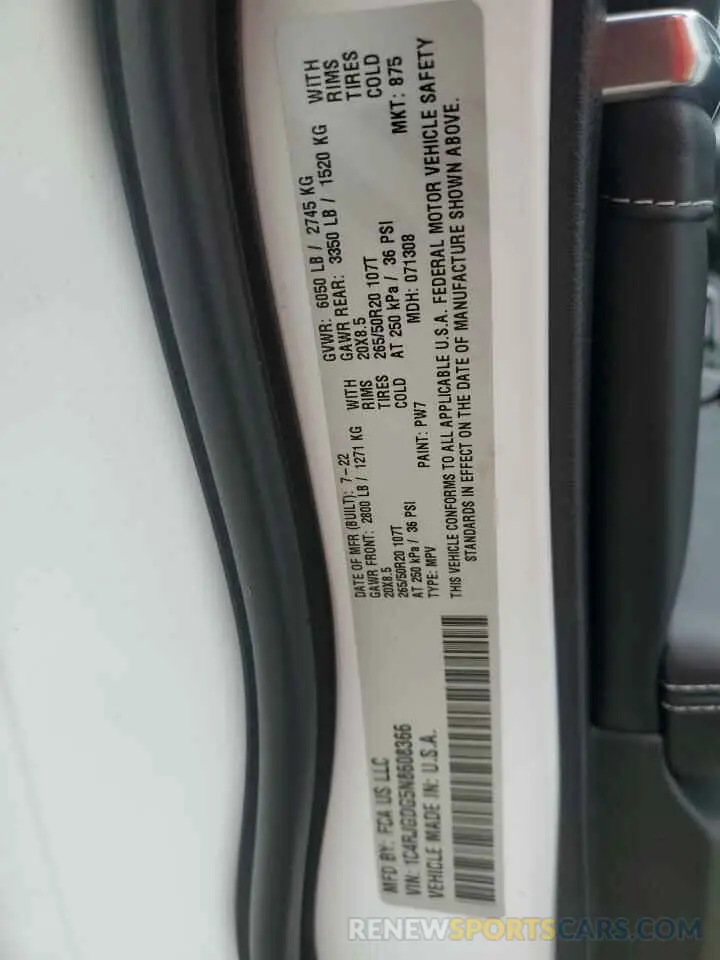 MFD BY: FCA US LLC
VIN: 1C4RJGDG5N8608366
VEHICLE MADE IN: U.S.A.
DATE OF MFR (BUILT): 7-22
GAWR FRONT: 2800 LB / 1271 KG WITH
20X8.5 RIMS
265/50R20 107T TIRES
AT 250 kPa / 36 PSI COLD
TYPE: MPV PAINT: PW7
GVWR: 6050 LB / 2745 KG
GAWR REAR: 3350 LB / 1520 KG WITH
20X8.5 RIMS
265/50R20 107T TIRES
AT 250 kPa / 36 PSI COLD
MDH: 071308 MKT: 875
THIS VEHICLE CONFORMS TO ALL APPLICABLE U.S.A. FEDERAL MOTOR VEHICLE SAFETY
STANDARDS IN EFFECT ON THE DATE OF MANUFACTURE SHOWN ABOVE.
RENEWSPORTSCARS.COM